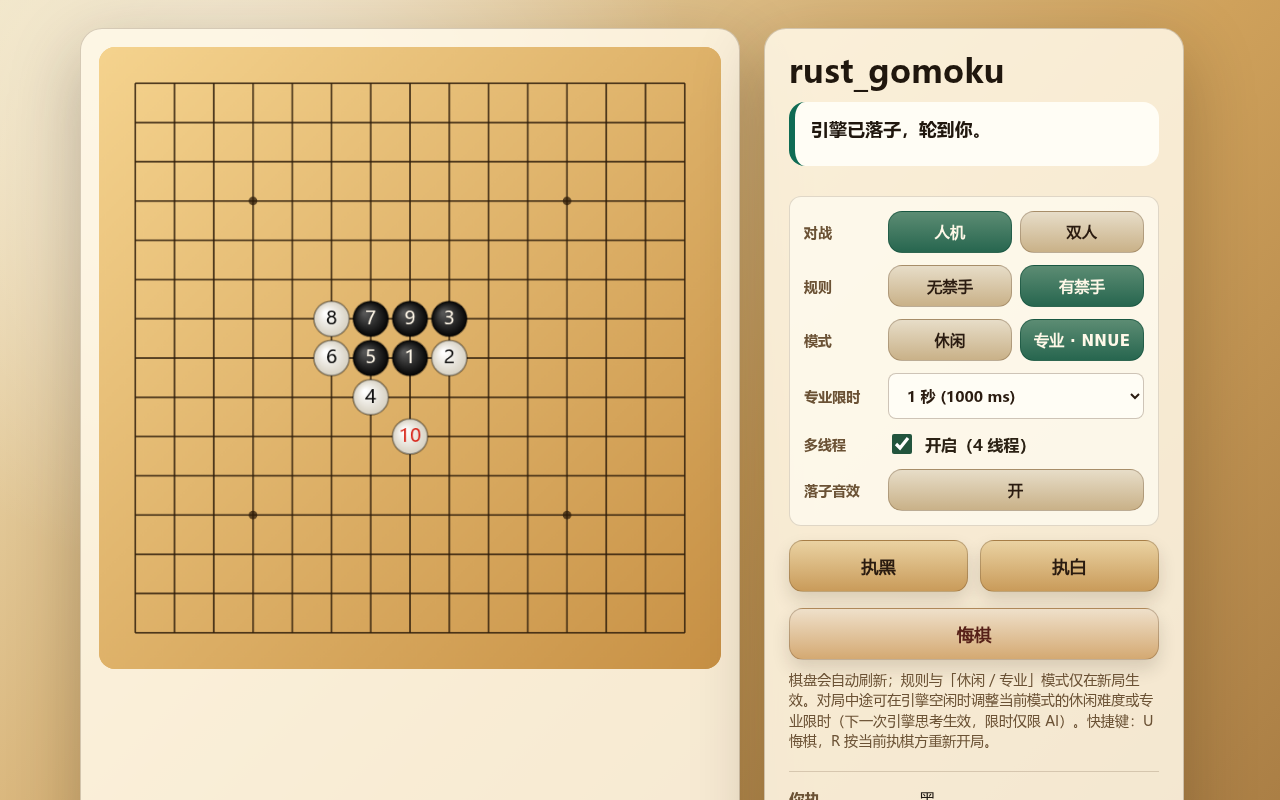 rust_gomoku
引擎已落子，轮到你。
对战
人机
双人
规则
无禁手
有禁手
模式
休闲
专业 · NNUE
专业限时
1 秒 (1000 ms)
多线程
开启（4 线程）
落子音效
开
执黑
执白
悔棋
棋盘会自动刷新；规则与「休闲 / 专业」模式仅在新局生
效。对局中途可在引擎空闲时调整当前模式的休闲难度或专
业限时（下一次引擎思考生效，限时仅限 AI）。快捷键：U
悔棋，R 按当前执棋方重新开局。
你执
黑
8
7
9
3
6
5
1
2
4
10